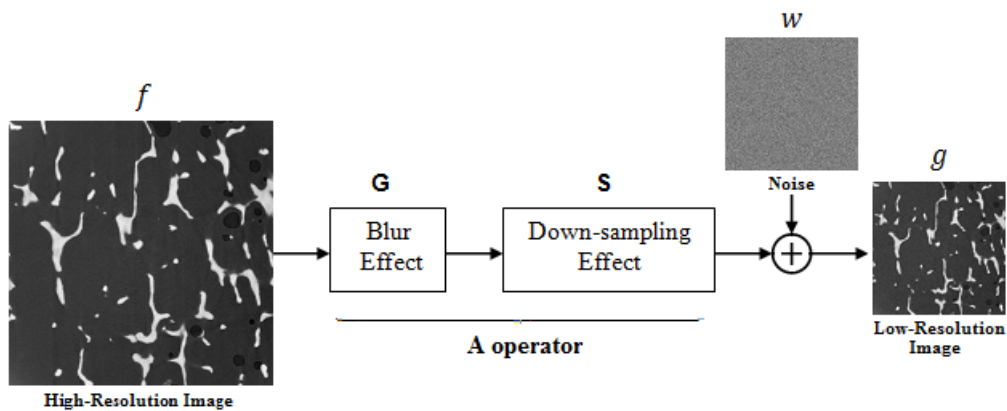 f
High-Resolution Image
G
Blur
Effect
S
Down-sampling
Effect
A operator
w
Noise
+
g
Low-Resolution
Image